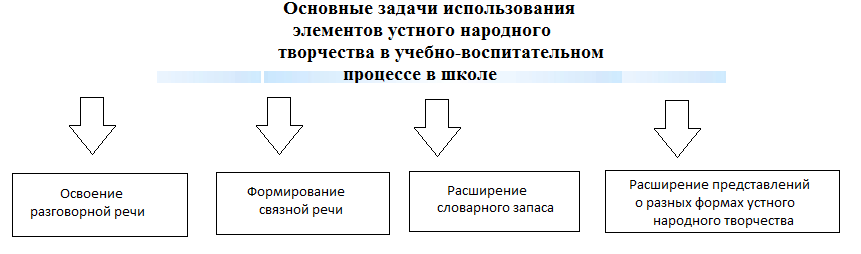 Основные задачи использования
элементов устного народного
творчества в учебно-воспитательном
процессе в школе
Освоение
разговорной речи
Формирование
связной речи
Расширение
словарного запаса
Расширение представлений
о разных формах устного
народного творчества